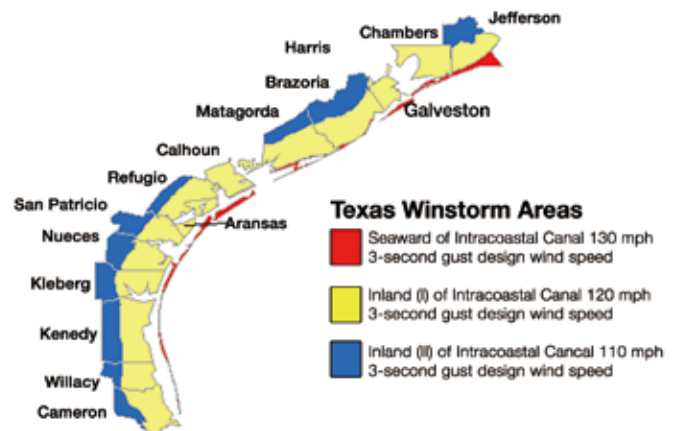 Jefferson
Chambers
Harris
Brazoria
Galveston
Matagorda
Calhoun
Refugio
San Patricio
Aransas
Nueces
Kleberg
Kenedy
Willacy
Cameron
Texas Winstorm Areas
Seaward of Intracoastal Canal 130 mph
3-second gust design wind speed
Inland (I) of Intracoastal Canal 120 mph
3-second gust design wind speed
Inland (II) of Intracoastal Cancal 110 mph
3-second gust design wind speed